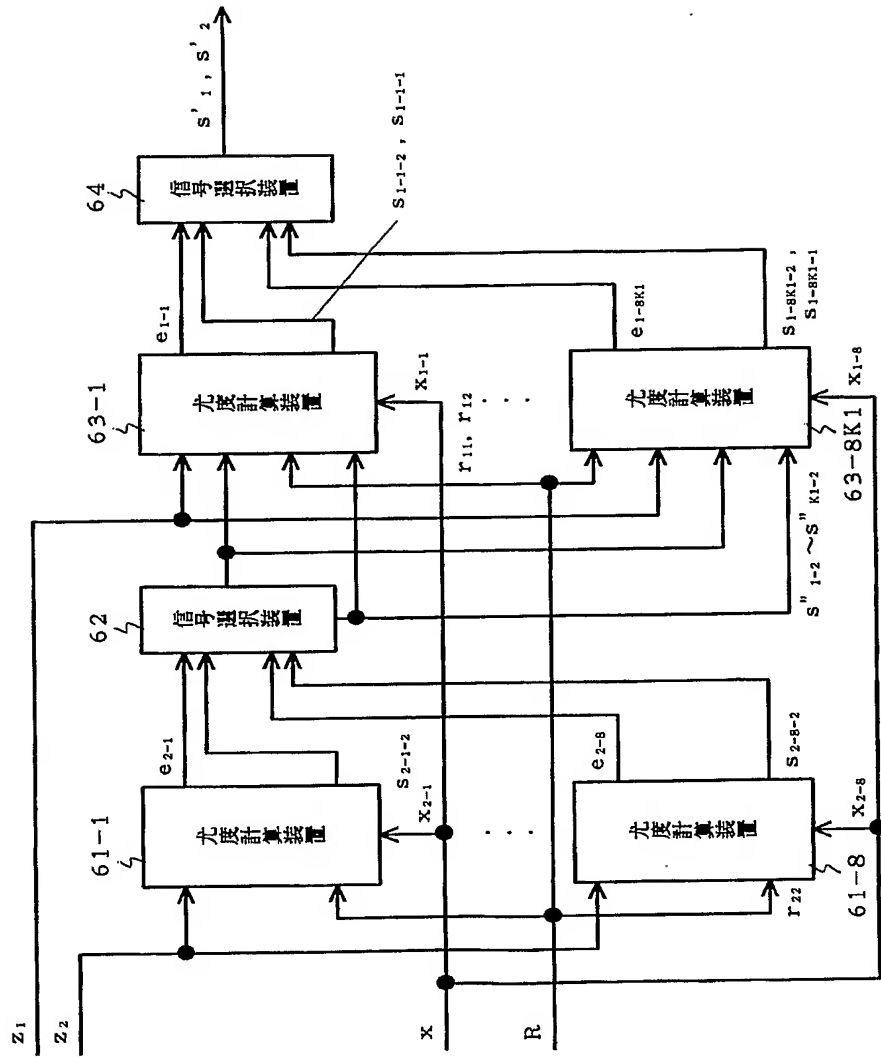 z₁
z₂
x
R
61-1
尤度計算装置
e₂₋₁
s₂₋₁₋₂
x₂₋₁
. . .
尤度計算装置
61-8
r₂₂
e₂₋₈
s₂₋₈₋₂
x₂₋₈
62
信号選択装置
s"₁₋₂~s"ₖ₁₋₂
63-1
尤度計算装置
e₁₋₁
x₁₋₁
r₁₁, r₁₂
. . .
尤度計算装置
63-8K1
e₁₋₈ₖ₁
s₁₋₈ₖ₁₋₂,
s₁₋₈ₖ₁₋₁
x₁₋₈
64
信号選択装置
s₁₋₁₋₂, s₁₋₁₋₁
s'₁, s'₂